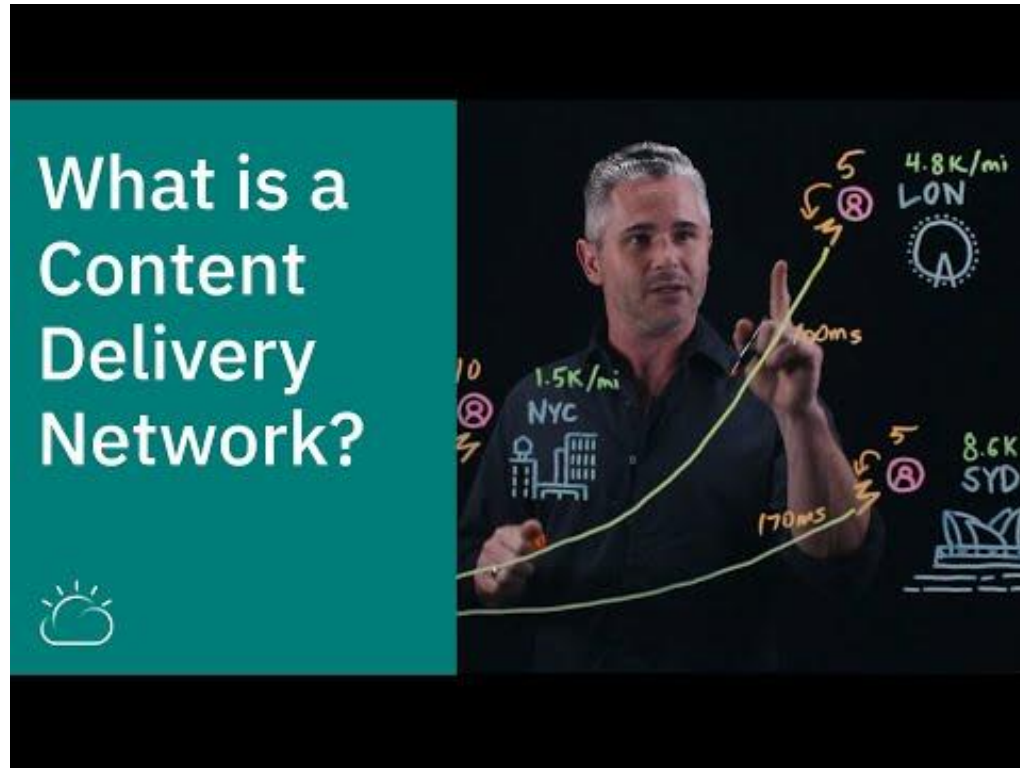 What is a
Content
Delivery
Network?
5
4.8K/mi
LON
10
1.5K/mi
NYC
5
8.6K
SYD
170ms